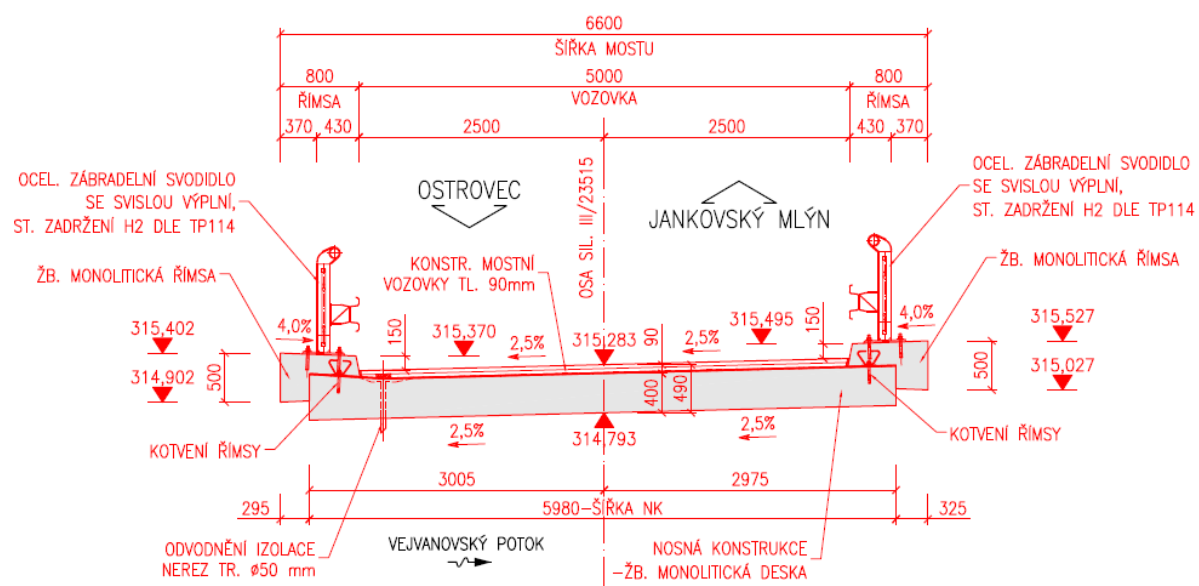 6600
ŠÍŘKA MOSTU
800 5000 800
ŘÍMSA VOZOVKA ŘÍMSA
370 430 2500 2500 430 370
OCEL. ZÁBRADELNÍ SVODIDLO
SE SVISLOU VÝPLNÍ,
ST. ZADRŽENÍ H2 DLE TP114
OSTROVEC
OSA SIL. III/23515
JANKOVSKÝ MLÝN
OCEL. ZÁBRADELNÍ SVODIDLO
SE SVISLOU VÝPLNÍ,
ST. ZADRŽENÍ H2 DLE TP114
ŽB. MONOLITICKÁ ŘÍMSA
KONSTR. MOSTNÍ
VOZOVKY TL. 90mm
ŽB. MONOLITICKÁ ŘÍMSA
315,402
4,0%
150
315,370
2,5%
315,283
90
2,5%
315,495
150
4,0%
315,527
314,902
500
400
490
500
315,027
KOTVENÍ ŘÍMSY
2,5%
314,793
2,5%
KOTVENÍ ŘÍMSY
3005 2975
295 5980-ŠÍŘKA NK 325
ODVODNĚNÍ IZOLACE
NEREZ TR. ø50 mm
VEJVANOVSKÝ POTOK
NOSNÁ KONSTRUKCE
-ŽB. MONOLITICKÁ DESKA